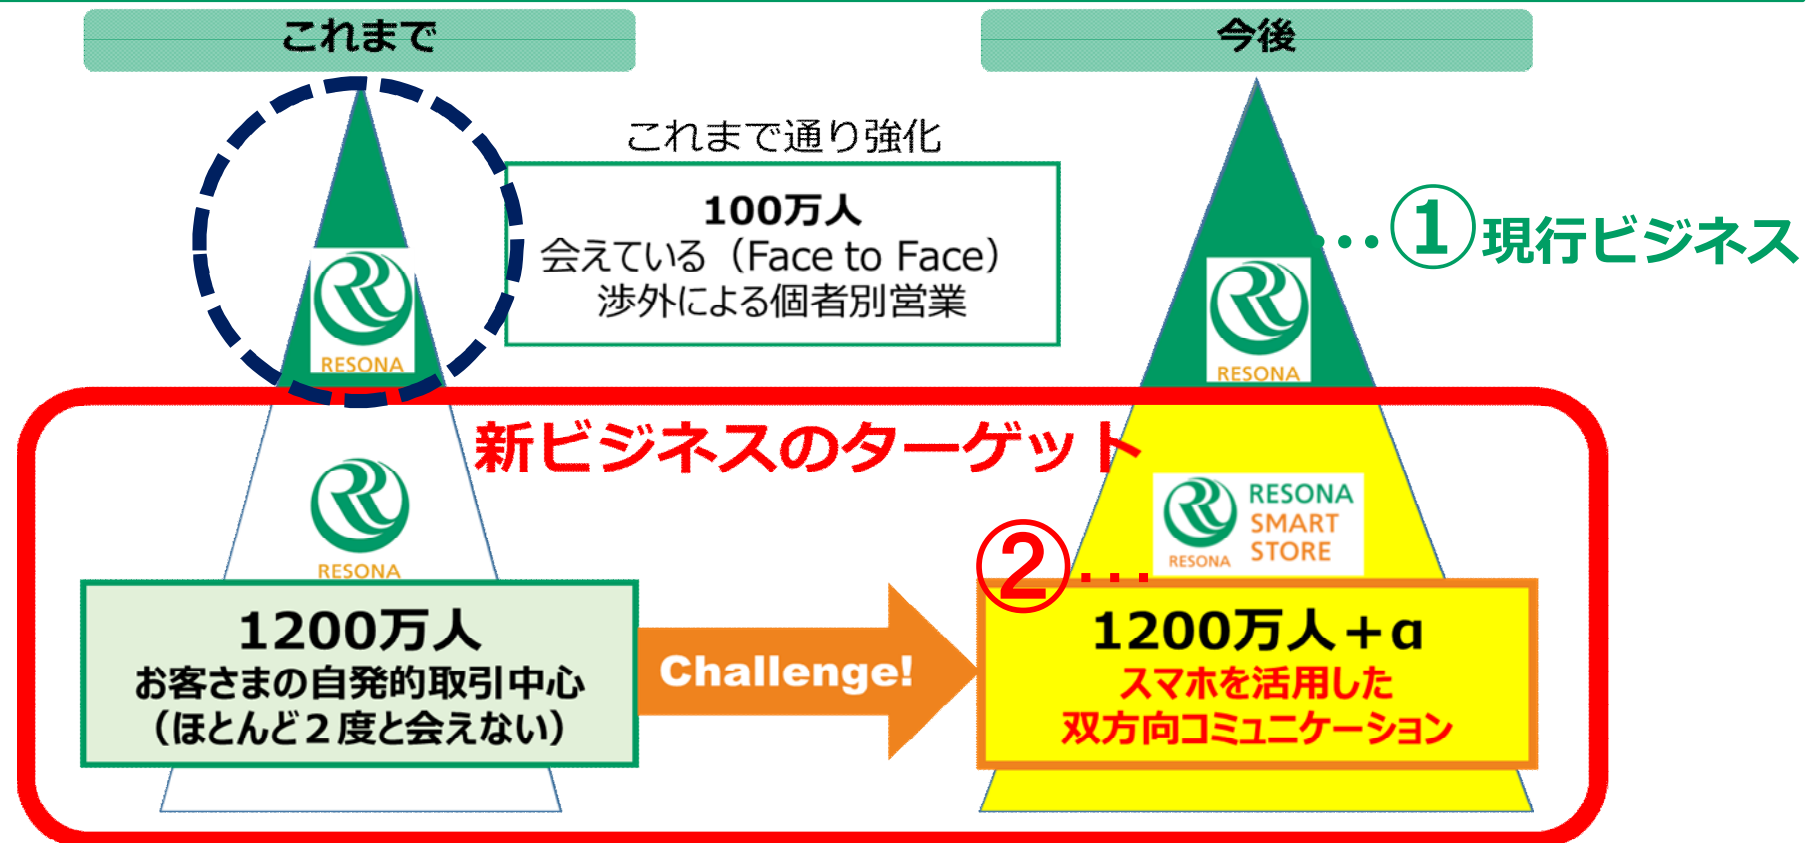 これまで
今後
これまで通り強化
100万人
会えている（Face to Face）
渉外による個者別営業
…①現行ビジネス
RESONA
RESONA
新ビジネスのターゲット
RESONA
RESONA
SMART
STORE
RESONA
②…
1200万人
お客さまの自発的取引中心
（ほとんど２度と会えない）
Challenge!
1200万人＋α
スマホを活用した
双方向コミュニケーション